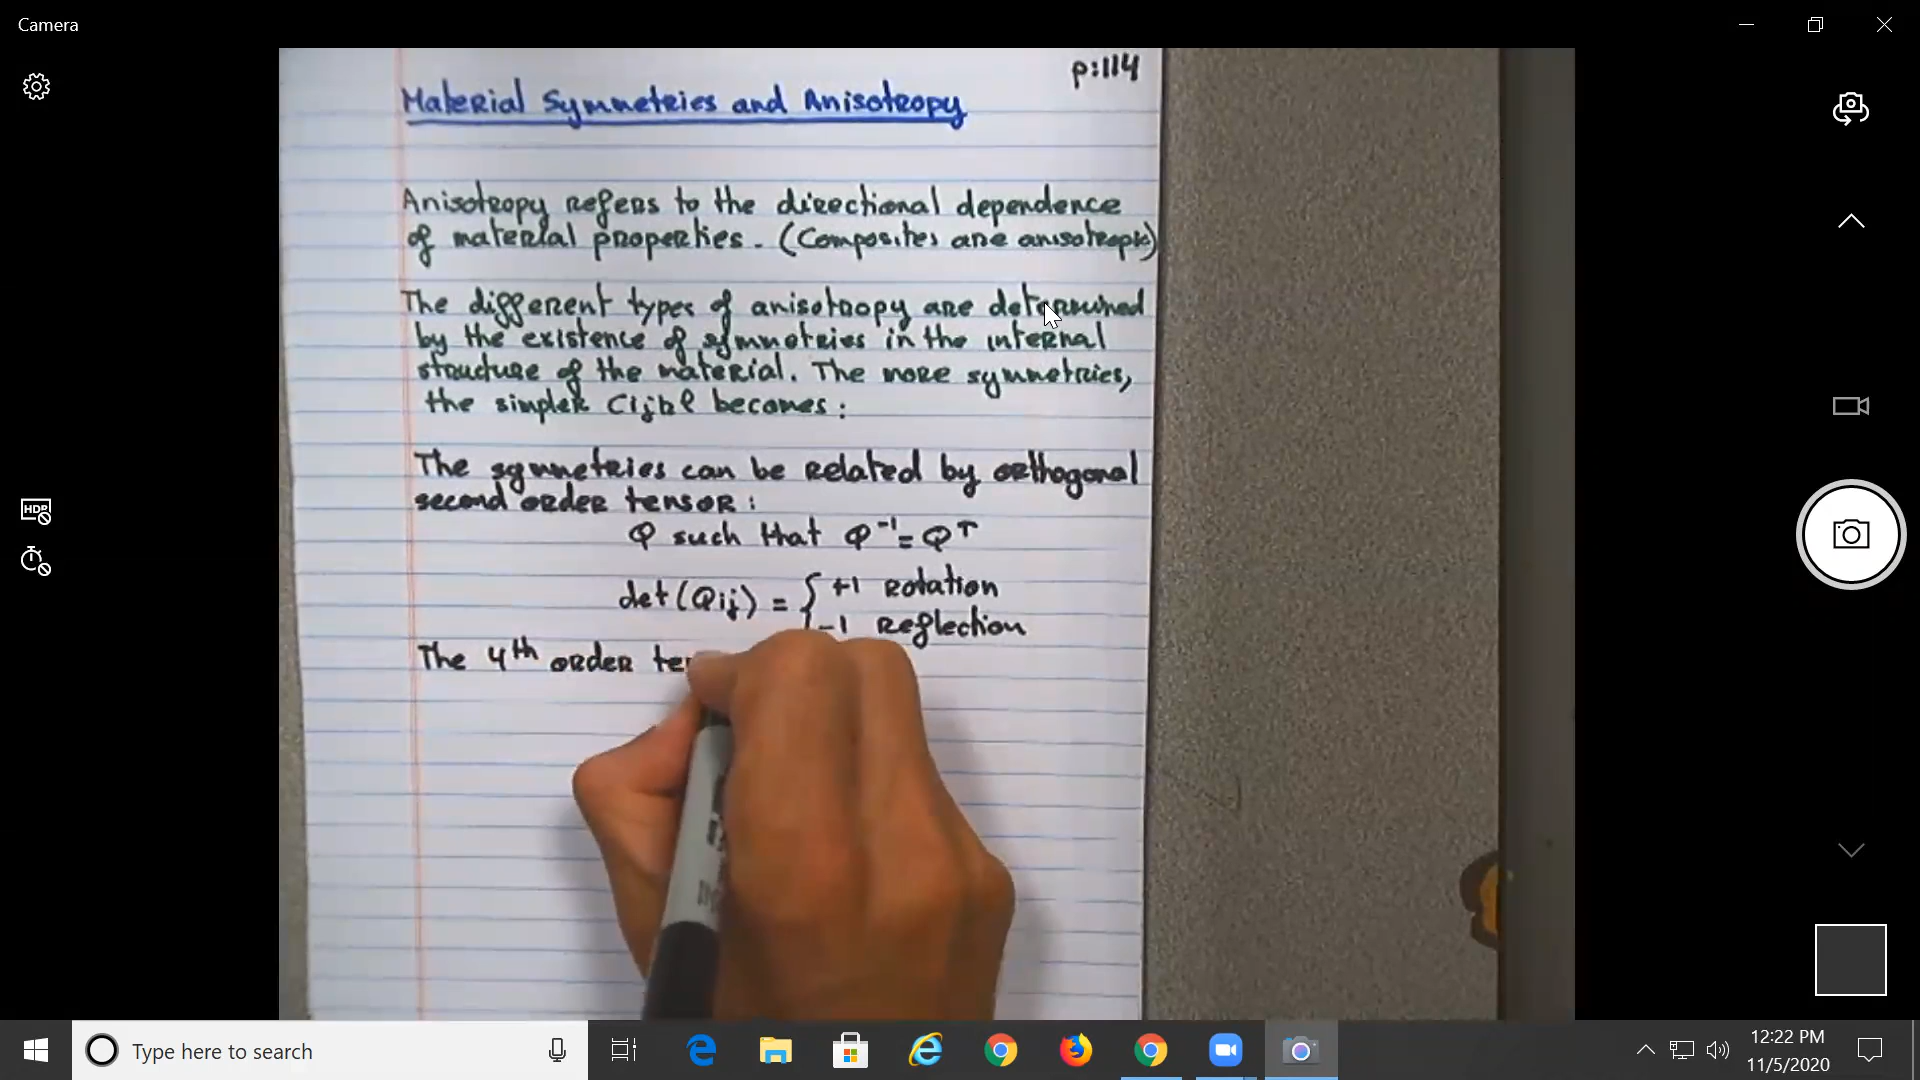 Camera
p:114
Material Symmetries and Anisotropy
Anisotropy refers to the directional dependence
of material properties. (Composites are anisotropic)
The different types of anisotropy are determined
by the existence of symmetries in the internal
structure of the material. The more symmetries,
the simpler Cijkl becomes:
The symmetries can be related by orthogonal
second order tensor:
Q such that Q⁻¹ = Qᵀ
det(Qij) = { +1 Rotation
-1 Reflection
The 4th order te
HDR
Type here to search
12:22 PM
11/5/2020